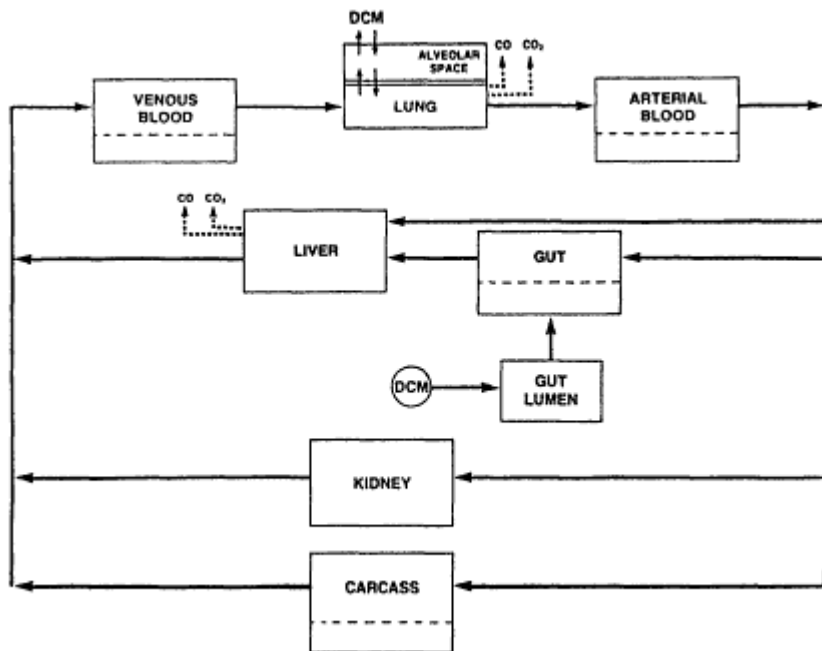 DCM
ALVEOLAR
SPACE
CO CO₂
VENOUS
BLOOD
LUNG
ARTERIAL
BLOOD
CO CO₂
LIVER
GUT
DCM
GUT
LUMEN
KIDNEY
CARCASS